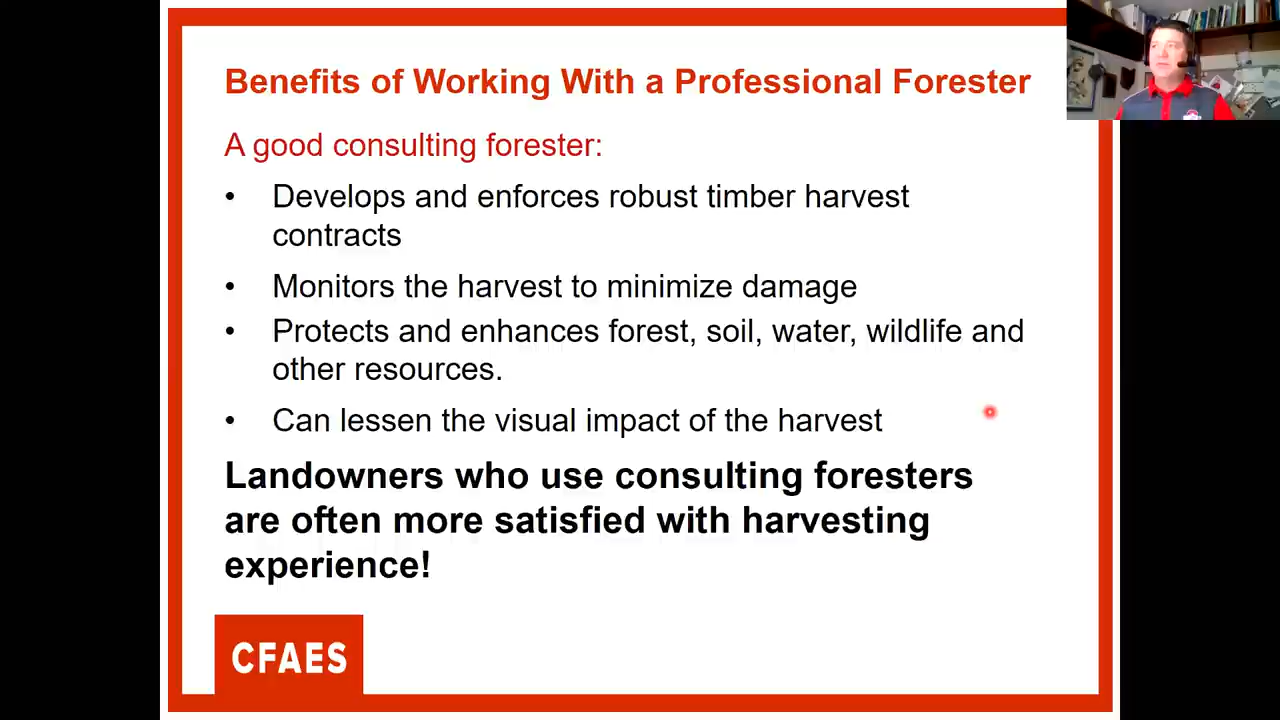 Benefits of Working With a Professional Forester
A good consulting forester:
• Develops and enforces robust timber harvest
contracts
• Monitors the harvest to minimize damage
• Protects and enhances forest, soil, water, wildlife and
other resources.
• Can lessen the visual impact of the harvest
Landowners who use consulting foresters
are often more satisfied with harvesting
experience!
CFAES